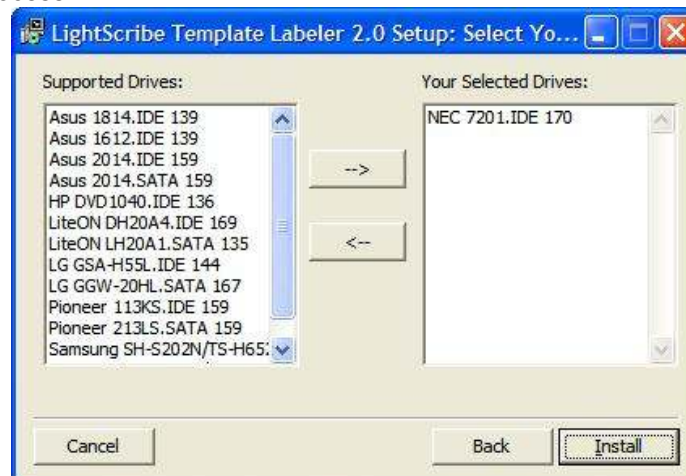 LightScribe Template Labeler 2.0 Setup: Select Yo...
Supported Drives:
Your Selected Drives:
Asus 1814.IDE 139
Asus 1612.IDE 139
Asus 2014.IDE 159
Asus 2014.SATA 159
HP DVD1040.IDE 136
LiteON DH20A4.IDE 169
LiteON LH20A1.SATA 135
LG GSA-H55L.IDE 144
LG GGW-20HL.SATA 167
Pioneer 113KS.IDE 159
Pioneer 213LS.SATA 159
Samsung SH-S202N/TS-H65
NEC 7201.IDE 170
-->
<--
Cancel
Back
Install